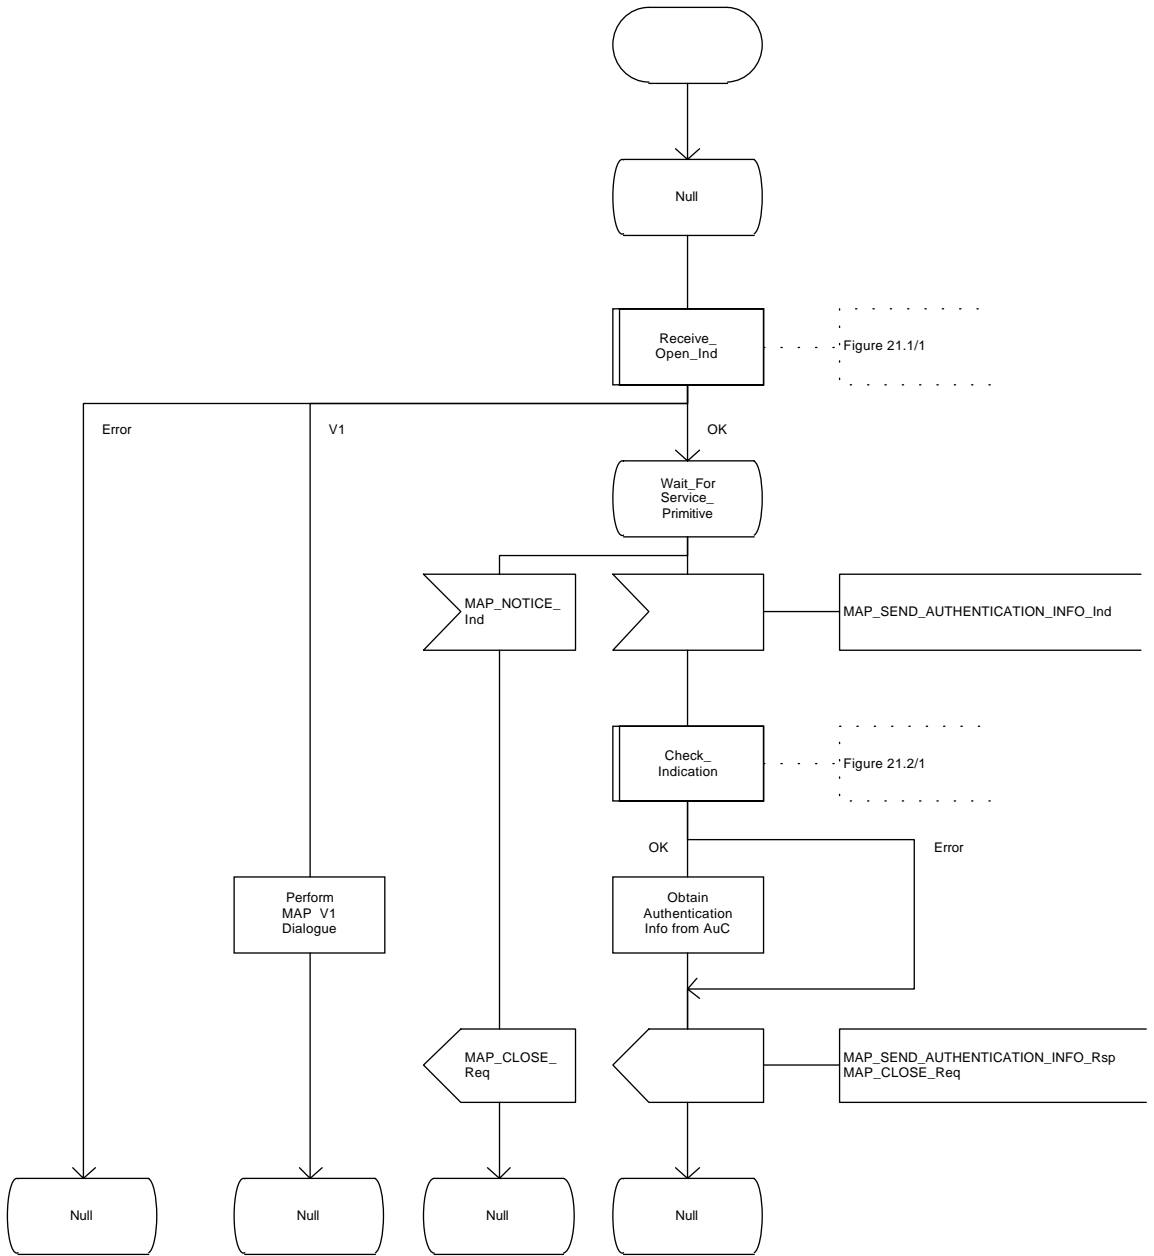 Null
Receive_
Open_Ind
Figure 21.1/1
Error
V1
OK
Wait_For
Service_
Primitive
MAP_NOTICE_
Ind
MAP_SEND_AUTHENTICATION_INFO_Ind
Check_
Indication
Figure 21.2/1
OK
Error
Perform
MAP V1
Dialogue
Obtain
Authentication
Info from AuC
MAP_CLOSE_
Req
MAP_SEND_AUTHENTICATION_INFO_Rsp
MAP_CLOSE_Req
Null
Null
Null
Null